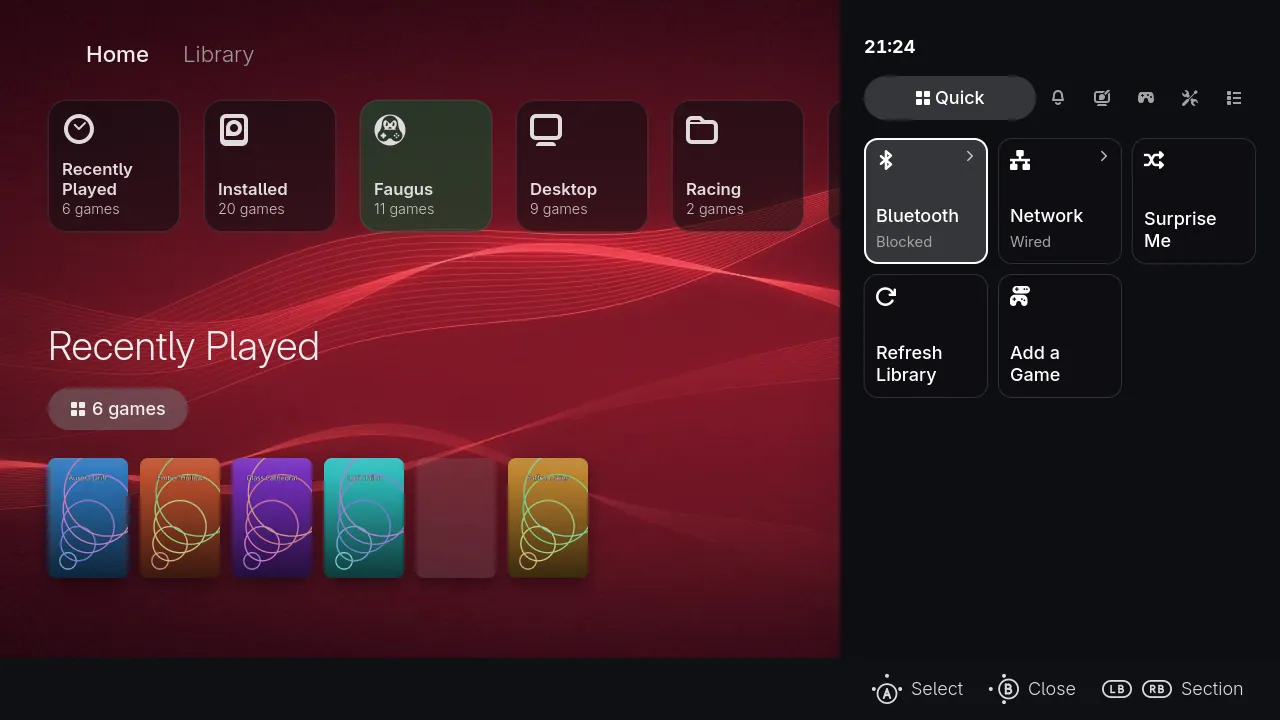 Home
Library
Recently
Played
6 games
Installed
20 games
Faugus
11 games
Desktop
9 games
Racing
2 games
Recently Played
6 games
21:24
Quick
Bluetooth
Blocked
Network
Wired
Surprise
Me
Refresh
Library
Add a
Game
A Select
B Close
LB RB Section